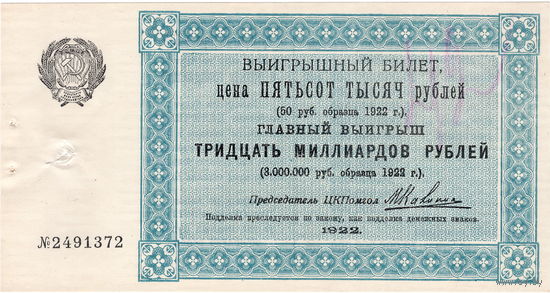 ВЫИГРЫШНЫЙ БИЛЕТ,
цена ПЯТЬСОТ ТЫСЯЧ рублей
(50 руб. образца 1922 г.)
ГЛАВНЫЙ ВЫИГРЫШ
ТРИДЦАТЬ МИЛЛИАРДОВ РУБЛЕЙ
(3.000.000 руб. образца 1922 г.).
Председатель ЦКПомгол М Калинин
Подделка преследуется по закону, как подделка денежных знаков.
1922.
№2491372